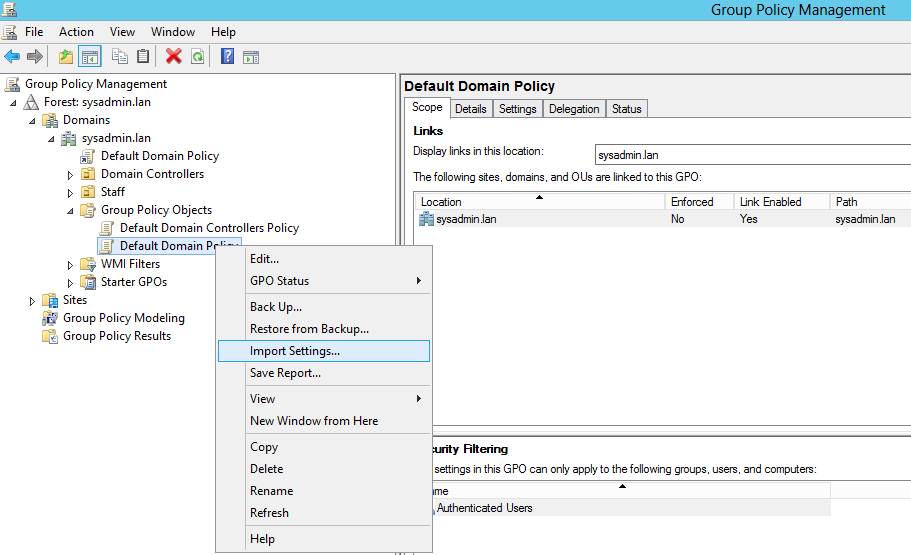 Group Policy Management
File Action View Window Help
Group Policy Management
Forest: sysadmin.lan
Domains
sysadmin.lan
Default Domain Policy
Domain Controllers
Staff
Group Policy Objects
Default Domain Controllers Policy
Default Domain Policy
WMI Filters
Starter GPOs
Sites
Group Policy Modeling
Group Policy Results
Edit...
GPO Status
Back Up...
Restore from Backup...
Import Settings...
Save Report...
View
New Window from Here
Copy
Delete
Rename
Refresh
Help
Default Domain Policy
Scope Details Settings Delegation Status
Links
Display links in this location: sysadmin.lan
The following sites, domains, and OUs are linked to this GPO:
Location Enforced Link Enabled Path
sysadmin.lan No Yes sysadmin.lan
Filtering
settings in this GPO can only apply to the following groups, users, and computers:
Authenticated Users